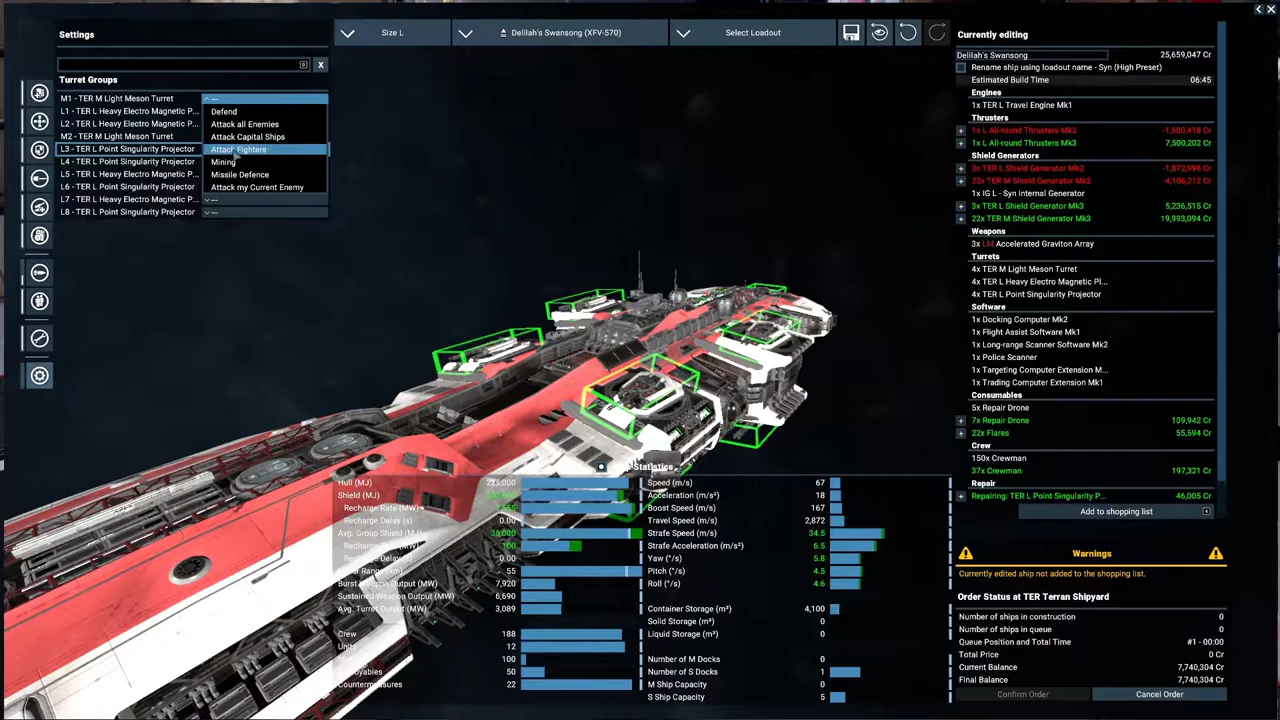 Settings
x
Turret Groups
M1 - TER M Light Meson Turret
---
L1 - TER L Heavy Electro Magnetic P...
Defend
L2 - TER L Heavy Electro Magnetic P...
Attack all Enemies
M2 - TER M Light Meson Turret
Attack Capital Ships
L3 - TER L Point Singularity Projector
Attack Fighters
L4 - TER L Point Singularity Projector
Mining
L5 - TER L Heavy Electro Magnetic P...
Missile Defence
L6 - TER L Point Singularity Projector
Attack my Current Enemy
L7 - TER L Heavy Electro Magnetic P...
---
L8 - TER L Point Singularity Projector
---
Size L
Delilah's Swansong (XFV-570)
Select Loadout
Currently editing
Delilah's Swansong
25,659,047 Cr
Rename ship using loadout name - Syn (High Preset)
Estimated Build Time
06:45
Engines
1x TER L Travel Engine Mk1
Thrusters
1x L All-round Thrusters Mk2
-1,500,418 Cr
1x L All-round Thrusters Mk3
7,500,202 Cr
Shield Generators
3x TER L Shield Generator Mk2
-1,872,996 Cr
22x TER M Shield Generator Mk2
-4,106,212 Cr
1x IG L - Syn Internal Generator
3x TER L Shield Generator Mk3
5,236,515 Cr
22x TER M Shield Generator Mk3
19,993,094 Cr
Weapons
3x LM Accelerated Graviton Array
Turrets
4x TER M Light Meson Turret
4x TER L Heavy Electro Magnetic Pl...
4x TER L Point Singularity Projector
Software
1x Docking Computer Mk2
1x Flight Assist Software Mk1
1x Long-range Scanner Software Mk2
1x Police Scanner
1x Targeting Computer Extension M...
1x Trading Computer Extension Mk1
Consumables
5x Repair Drone
7x Repair Drone
109,942 Cr
22x Flares
55,594 Cr
Crew
150x Crewman
37x Crewman
197,321 Cr
Repair
Repairing: TER L Point Singularity P...
46,005 Cr
Add to shopping list
Warnings
Currently edited ship not added to the shopping list.
Order Status at TER Terran Shipyard
Number of ships in construction
0
Number of ships in queue
0
Queue Position and Total Time
#1 - 00:00
Total Price
0 Cr
Current Balance
7,740,304 Cr
Final Balance
7,740,304 Cr
Confirm Order
Cancel Order
Statistics
Hull (MJ)
225,000
Shield (MJ)
Recharge Rate (MW)
Recharge Delay (s)
0.00
Avg. Group Shield (MJ)
35,000
100
0.00
55
Burst Weapon Output (MW)
7,920
Sustained Weapon Output (MW)
6,690
Avg. Turret Output (MW)
3,089
Crew
188
Units
12
100
50
Countermeasures
22
Speed (m/s)
67
Acceleration (m/s²)
18
Boost Speed (m/s)
167
Travel Speed (m/s)
2,872
Strafe Speed (m/s)
34.5
Strafe Acceleration (m/s²)
6.5
Yaw (°/s)
5.8
Pitch (°/s)
4.5
Roll (°/s)
4.6
Container Storage (m³)
4,100
Solid Storage (m³)
0
Liquid Storage (m³)
0
Number of M Docks
0
Number of S Docks
1
M Ship Capacity
0
S Ship Capacity
5